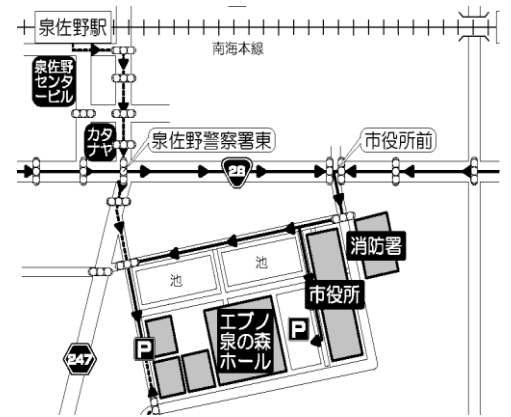 泉佐野駅
南海本線
泉佐野
センタ
ービル
カタ
ナヤ
泉佐野警察署東
市役所前
28
消防署
池
池
市役所
エブノ
泉の森
ホール
P
P
247